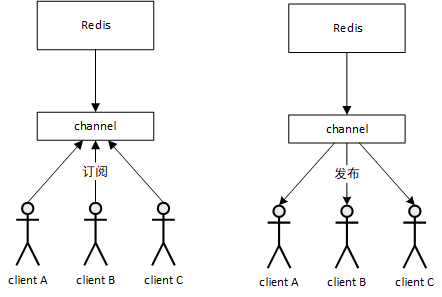 Redis
channel
订阅
client A
client B
client C
Redis
channel
发布
client A
client B
client C